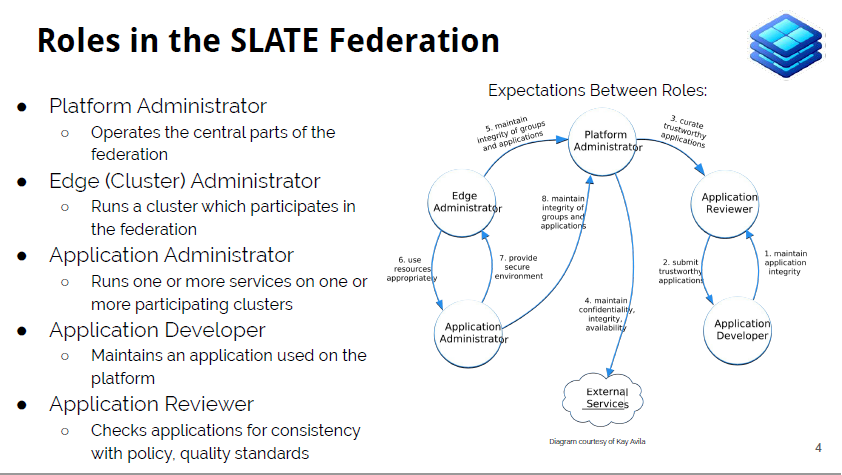 Roles in the SLATE Federation
● Platform Administrator
○ Operates the central parts of the
federation
● Edge (Cluster) Administrator
○ Runs a cluster which participates in
the federation
● Application Administrator
○ Runs one or more services on one or
more participating clusters
● Application Developer
○ Maintains an application used on the
platform
● Application Reviewer
○ Checks applications for consistency
with policy, quality standards
Expectations Between Roles:
5. maintain
integrity of groups
and applications
Platform
Administrator
3. curate
trustworthy
applications
Edge
Administrator
8. maintain
integrity of
groups and
applications
Application
Reviewer
6. use
resources
appropriately
7. provide
secure
environment
2. submit
trustworthy
applications
1. maintain
application
integrity
4. maintain
confidentiality,
integrity,
availability
Application
Administrator
Application
Developer
External
Services
Diagram courtesy of Kay Avila
4